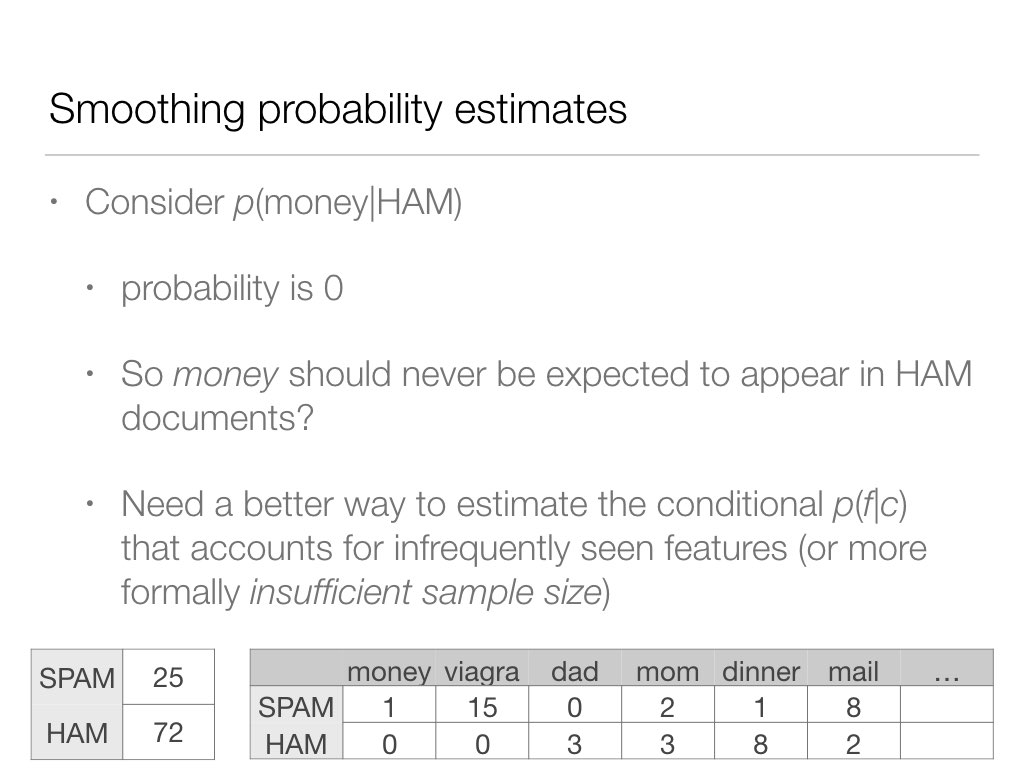 Smoothing probability estimates
• Consider p(money|HAM)
• probability is 0
• So money should never be expected to appear in HAM
documents?
• Need a better way to estimate the conditional p(f|c)
that accounts for infrequently seen features (or more
formally insufficient sample size)
SPAM 25
HAM 72
money viagra dad mom dinner mail …
SPAM 1 15 0 2 1 8
HAM 0 0 3 3 8 2